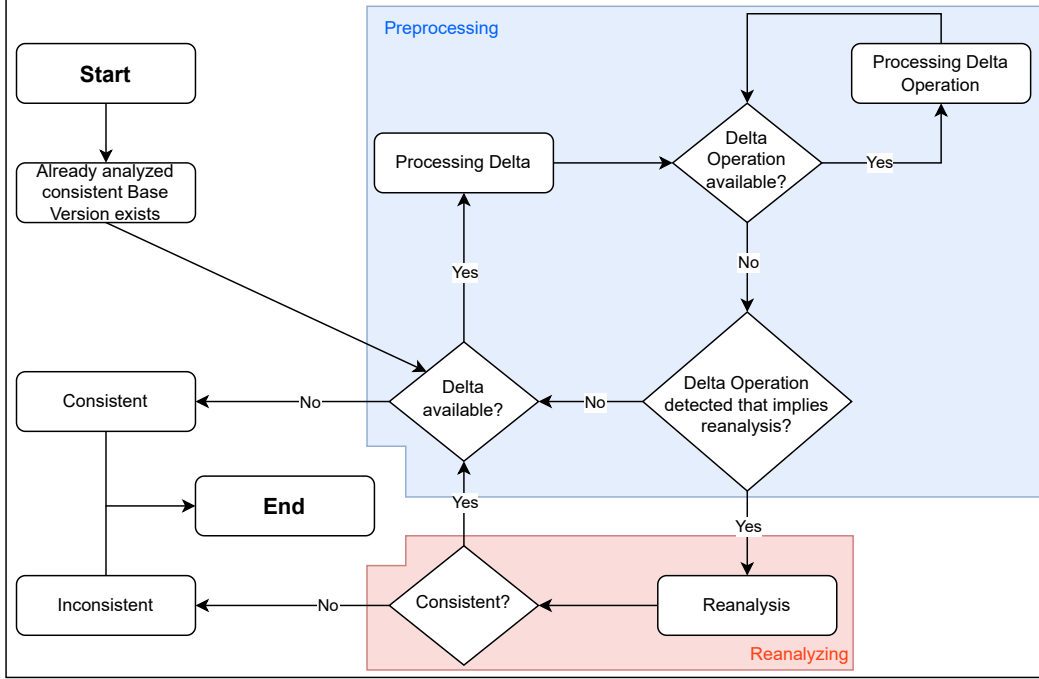 Preprocessing
Start
Processing Delta
Operation
Delta
Operation
available?
Processing Delta
Yes
Already analyzed
consistent Base
Version exists
No
Yes
Delta Operation
detected that implies
reanalysis?
Delta
available?
Consistent
No
No
End
Yes
Yes
Inconsistent
No
Consistent?
Reanalysis
Reanalyzing